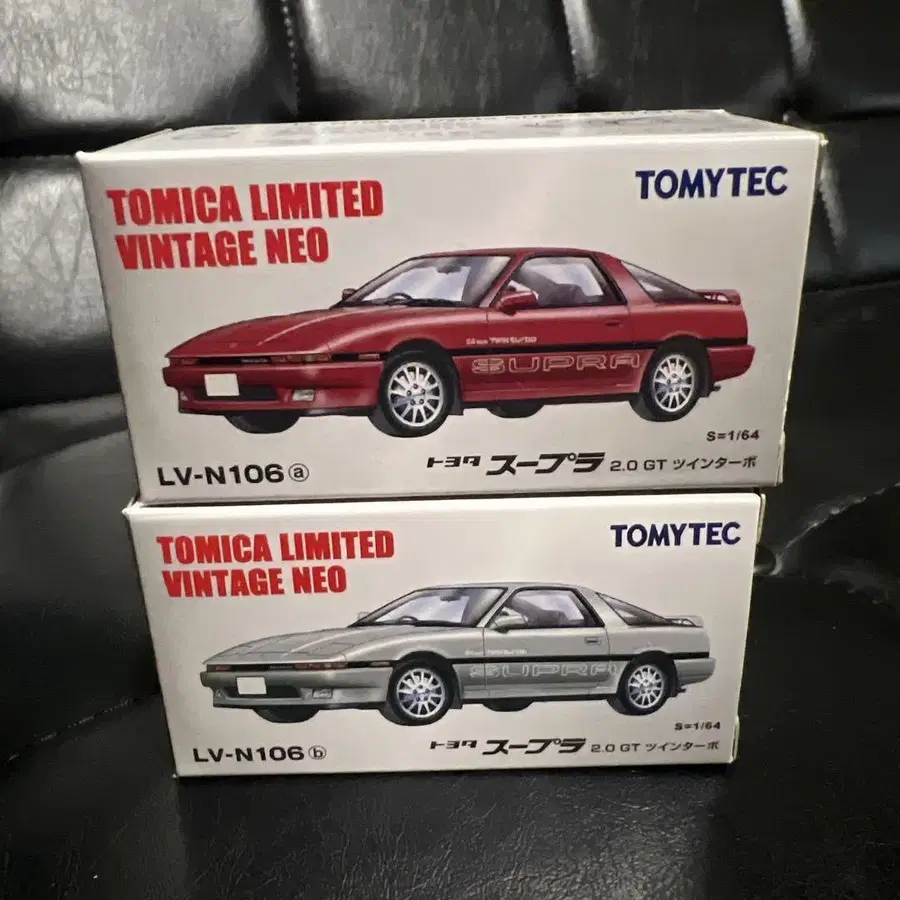 TOMICA LIMITED
VINTAGE NEO
TOMYTEC
TWIN TURBO
SUPRA
S=1/64
LV-N106ⓐ
トヨタ スープラ 2.0 GT ツインターボ
TOMICA LIMITED
VINTAGE NEO
TOMYTEC
SUPRA
S=1/64
LV-N106ⓑ
トヨタ スープラ 2.0 GT ツインターボ